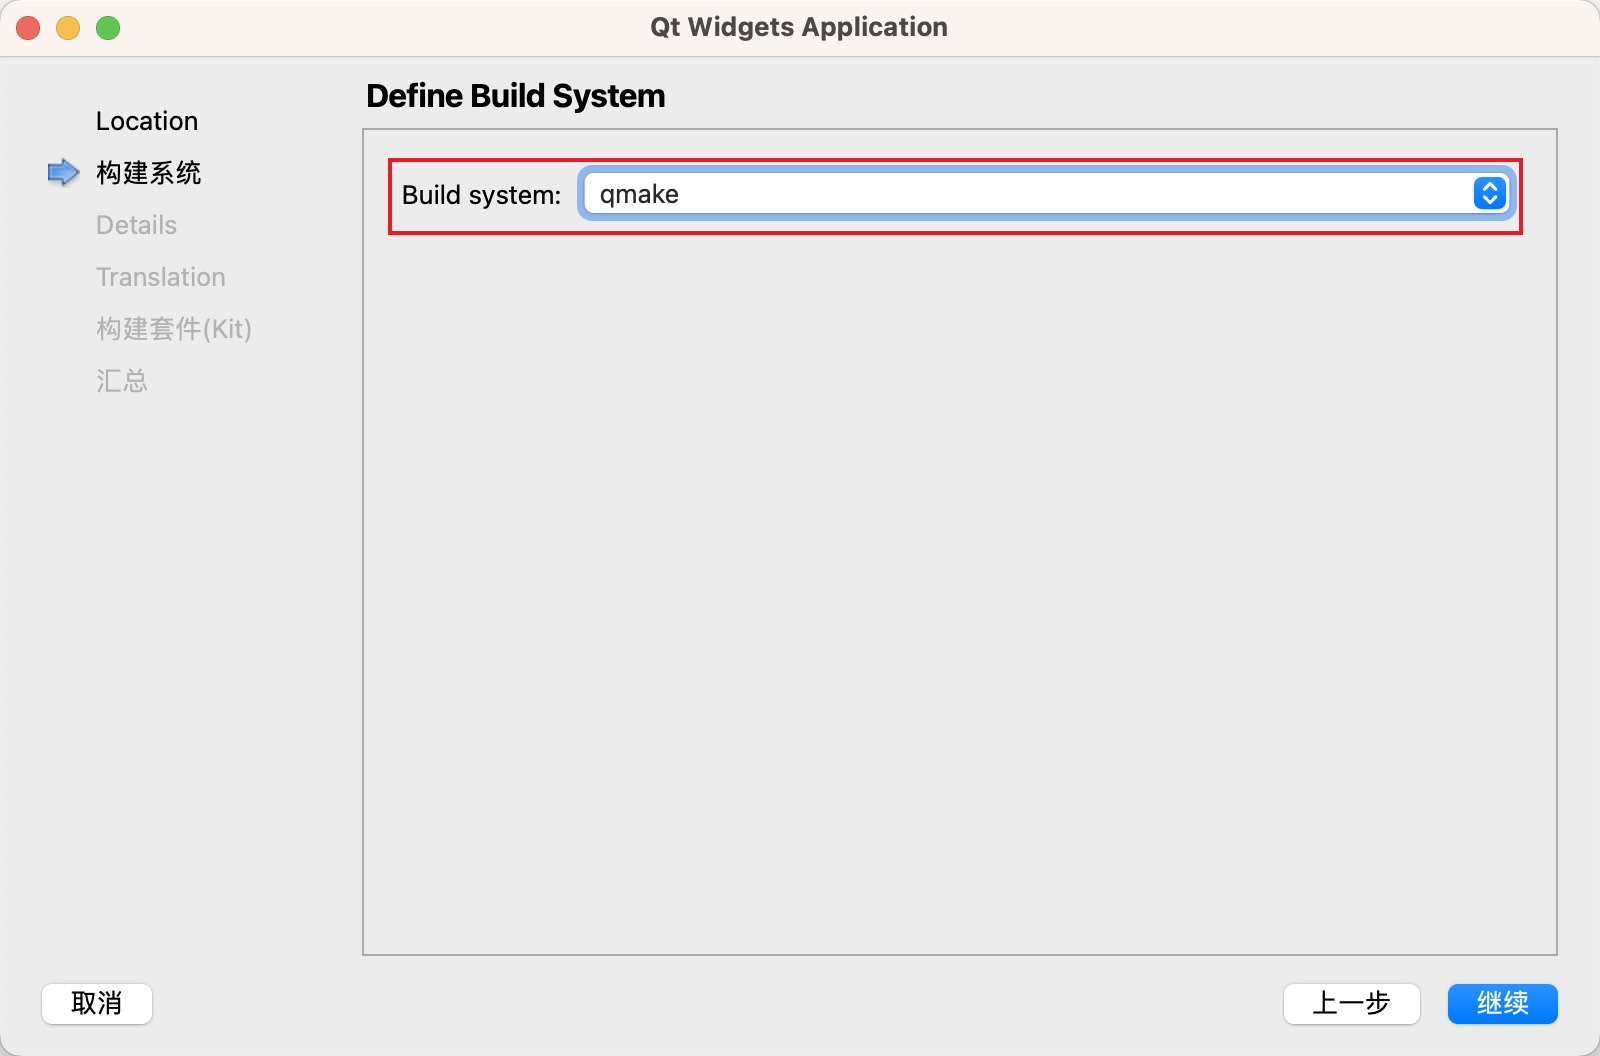 Qt Widgets Application
Location
构建系统
Details
Translation
构建套件(Kit)
汇总
Define Build System
Build system: qmake
取消
上一步
继续